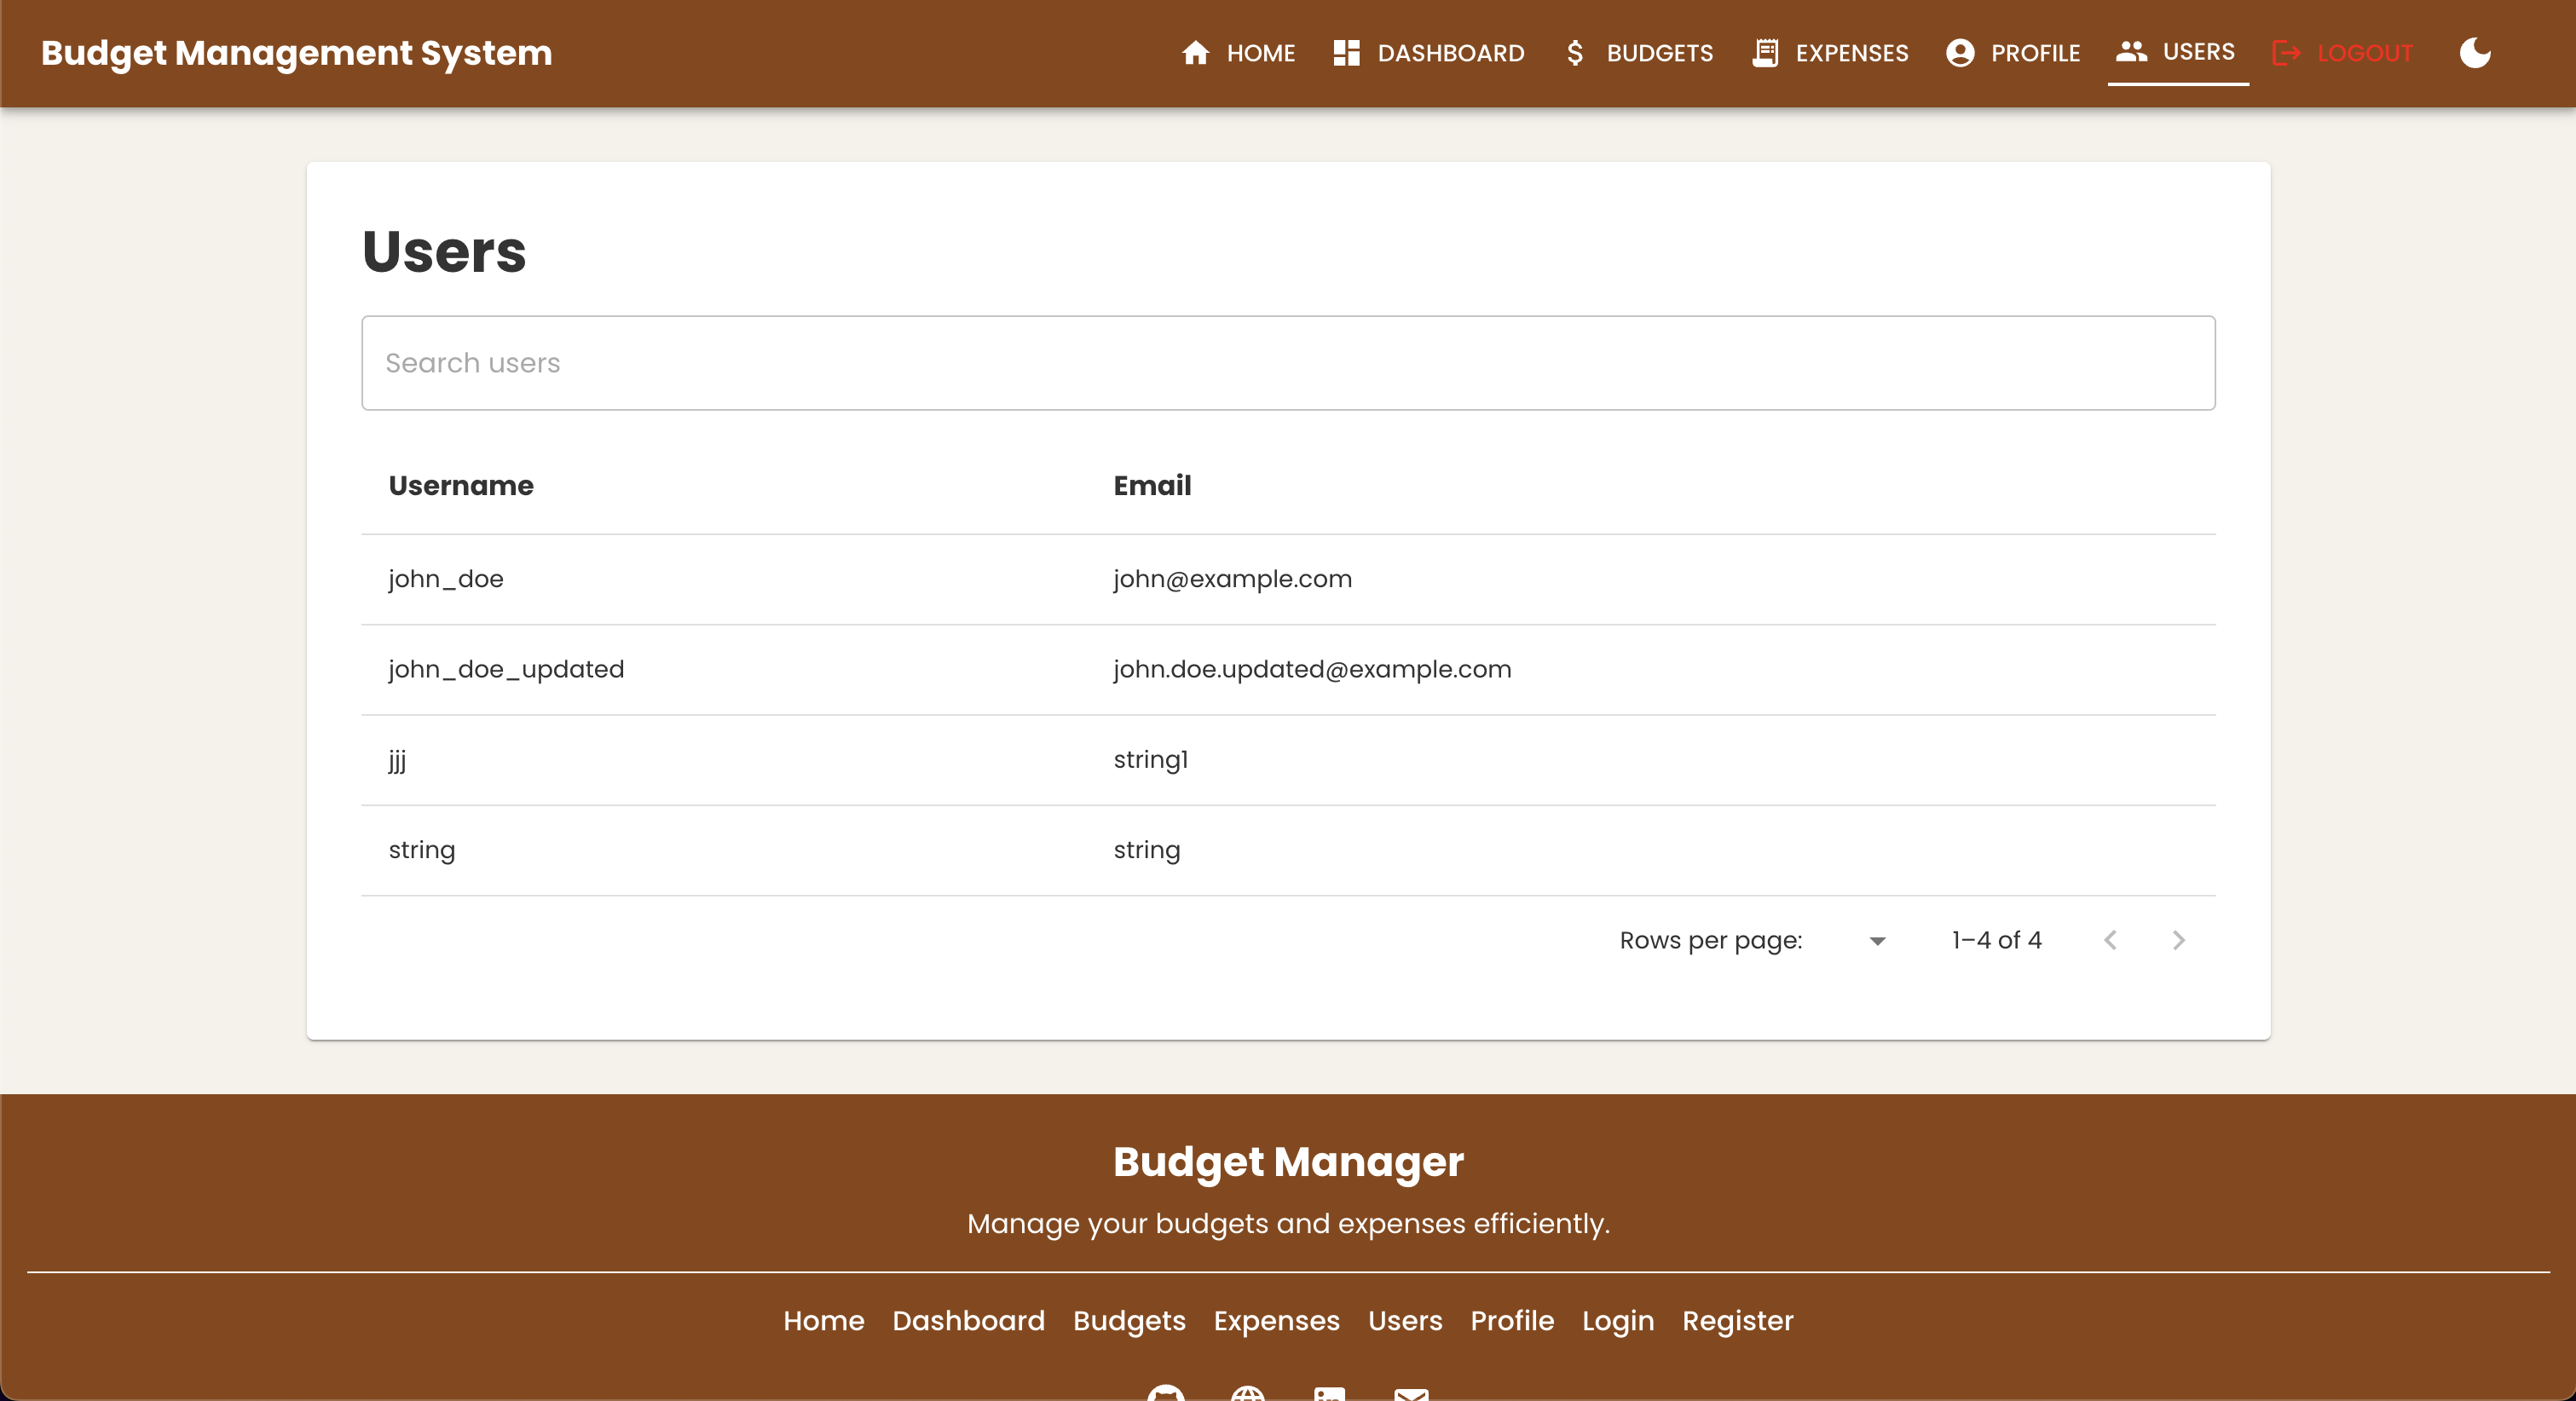 Budget Management System
HOME DASHBOARD BUDGETS EXPENSES PROFILE USERS LOGOUT
Users
Search users
Username Email
john_doe john@example.com
john_doe_updated john.doe.updated@example.com
jjj string1
string string
Rows per page: 1–4 of 4
Budget Manager
Manage your budgets and expenses efficiently.
Home Dashboard Budgets Expenses Users Profile Login Register